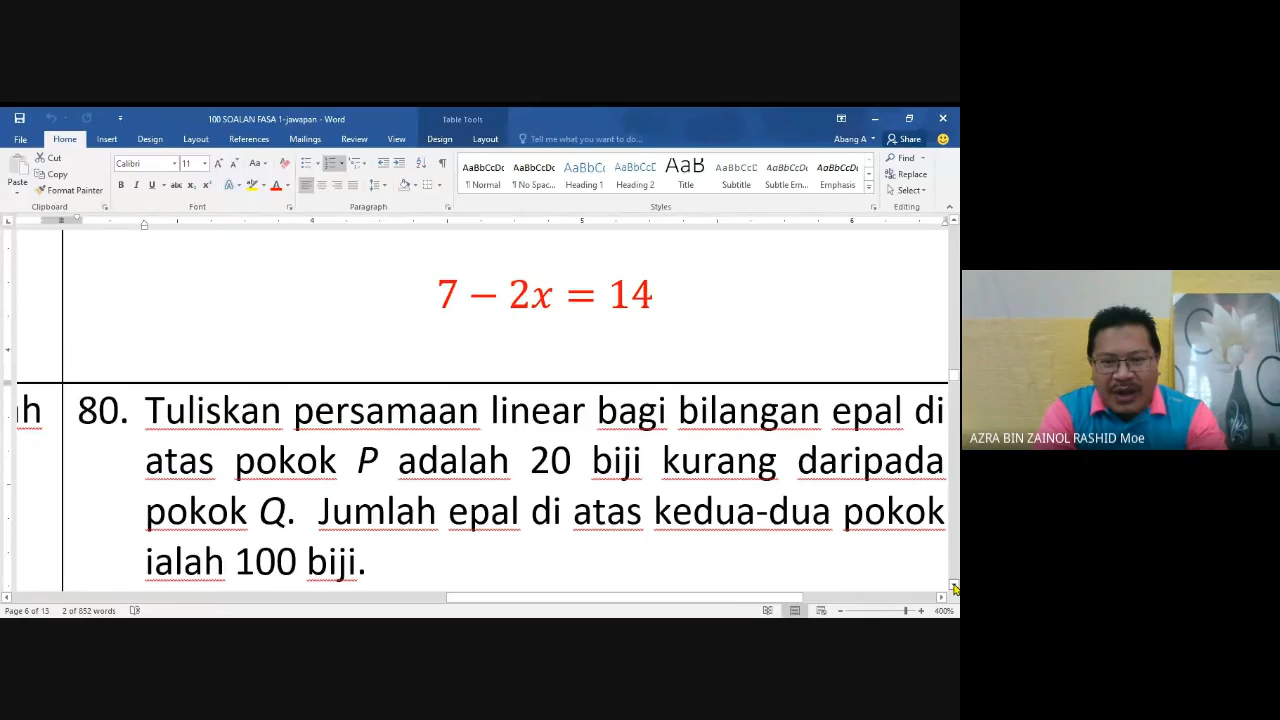 100 SOALAN FASA 1-jawapan - Word
Table Tools
File Home Insert Design Layout References Mailings Review View Design Layout Tell me what you want to do... Abang A Share
Paste
Cut
Copy
Format Painter
Clipboard
Calibri 11
Font
Paragraph
AaBbCcDc AaBbCcDc AaBbCc AaBbCcE AaB AaBbCcD AaBbCcDc AaBbCcDc
¶ Normal ¶ No Spac... Heading 1 Heading 2 Title Subtitle Subtle Em... Emphasis
Styles
Find
Replace
Select
Editing
4 5 6
7 − 2x = 14
80. Tuliskan persamaan linear bagi bilangan epal di
atas pokok P adalah 20 biji kurang daripada
pokok Q. Jumlah epal di atas kedua-dua pokok
ialah 100 biji.
Page 6 of 13 2 of 852 words 400%
AZRA BIN ZAINOL RASHID Moe